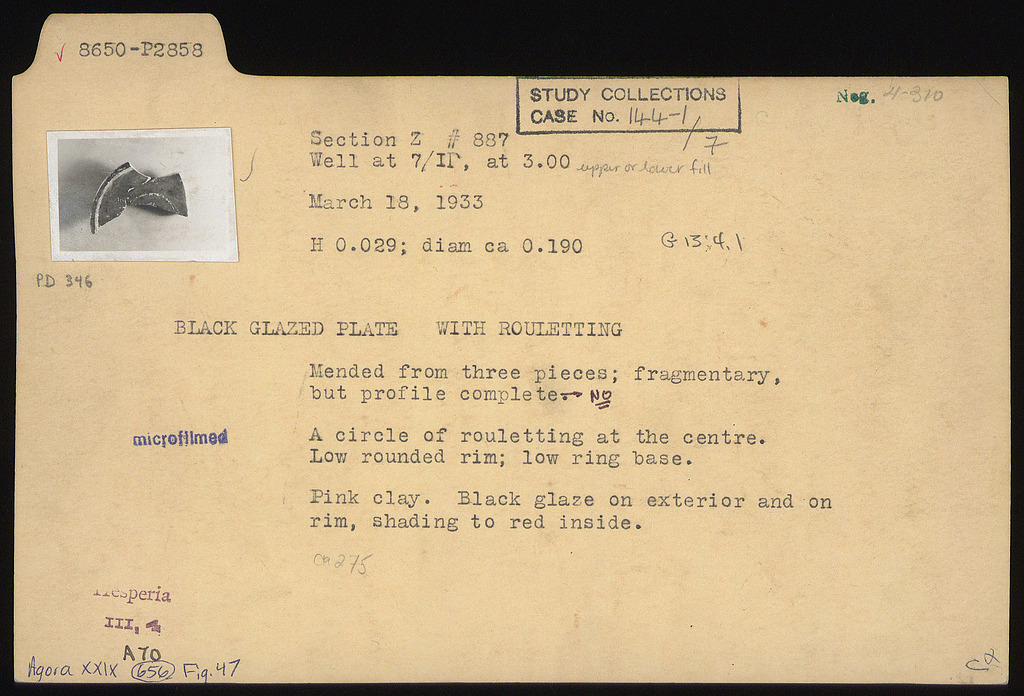 √ 8650-P2858
STUDY COLLECTIONS
CASE No. 144-1/7
Neg. 4-310
Section Z # 887
Well at 7/ΙΓ, at 3.00 upper or lower fill
March 18, 1933
H 0.029; diam ca 0.190
G 13:4.1
PD 346
BLACK GLAZED PLATE WITH ROULETTING
Mended from three pieces; fragmentary,
but profile complete. → NO
microfilmed
A circle of rouletting at the centre.
Low rounded rim; low ring base.
Pink clay. Black glaze on exterior and on
rim, shading to red inside.
ca 275
Hesperia
III, 4
A70
Agora XXIX 656 Fig. 47